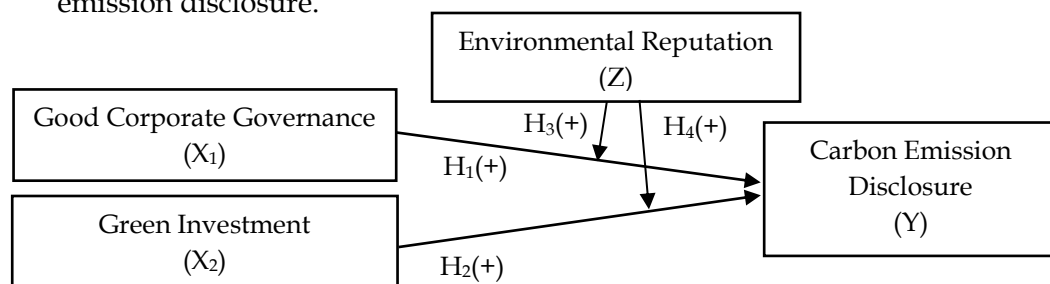 emission disclosure.
Environmental Reputation
(Z)
Good Corporate Governance
(X₁)
H₃(+)
H₄(+)
H₁(+)
Carbon Emission
Disclosure
(Y)
Green Investment
(X₂)
H₂(+)